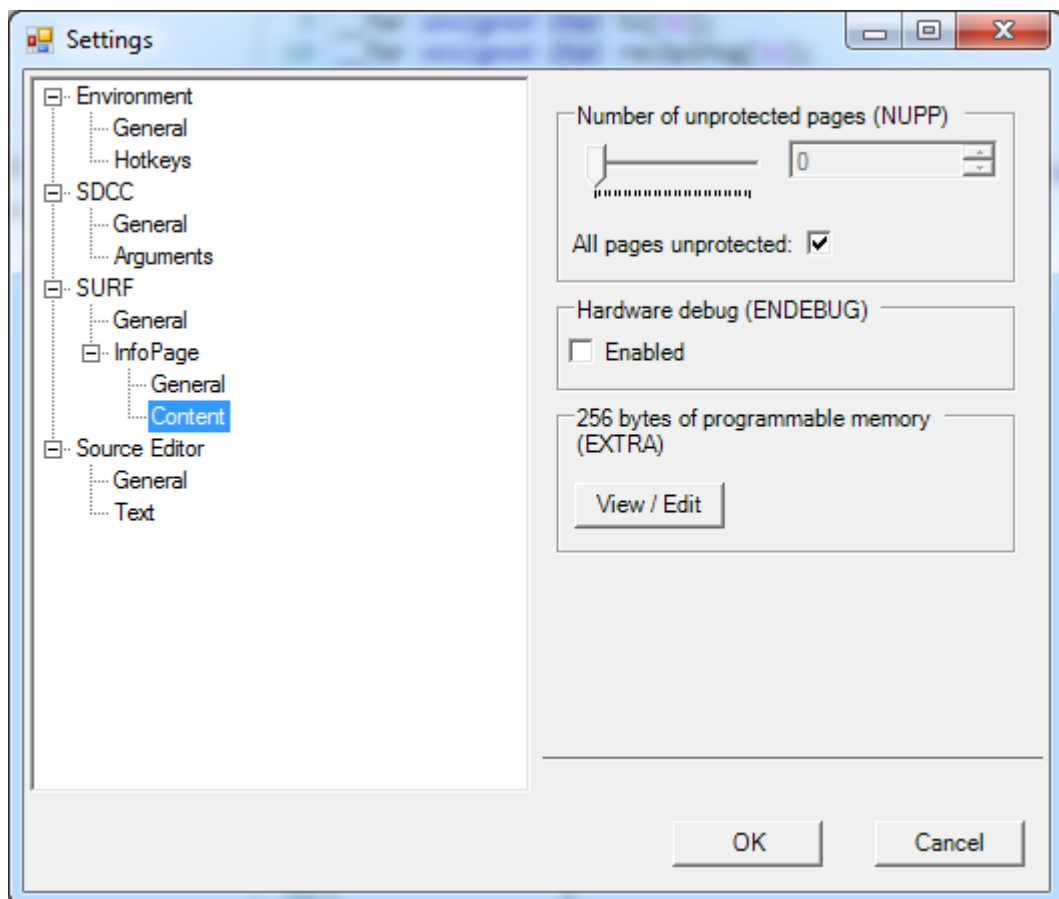 Settings
Environment
General
Hotkeys
SDCC
General
Arguments
SURF
General
InfoPage
General
Content
Source Editor
General
Text
Number of unprotected pages (NUPP)
0
All pages unprotected:
Hardware debug (ENDEBUG)
Enabled
256 bytes of programmable memory
(EXTRA)
View / Edit
OK
Cancel